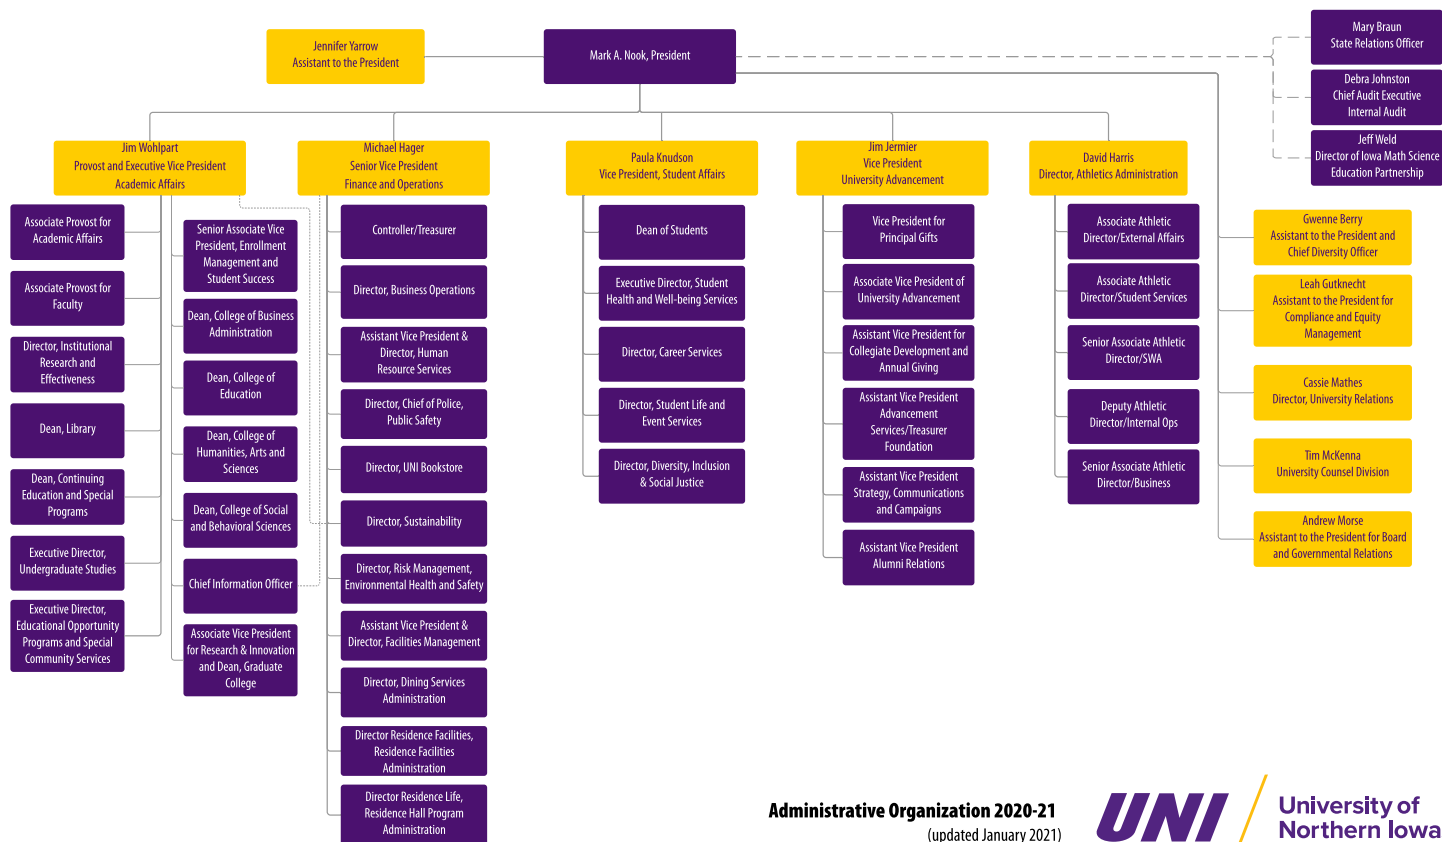 Jennifer Yarrow
Assistant to the President
Mark A. Nook, President
Mary Braun
State Relations Officer
Debra Johnston
Chief Audit Executive
Internal Audit
Jeff Weld
Director of Iowa Math Science
Education Partnership
Jim Wohlpart
Provost and Executive Vice President
Academic Affairs
Michael Hager
Senior Vice President
Finance and Operations
Paula Knudson
Vice President, Student Affairs
Jim Jermier
Vice President
University Advancement
David Harris
Director, Athletics Administration
Associate Provost for
Academic Affairs
Associate Provost for
Faculty
Director, Institutional
Research and
Effectiveness
Dean, Library
Dean, Continuing
Education and Special
Programs
Executive Director,
Undergraduate Studies
Executive Director,
Educational Opportunity
Programs and Special
Community Services
Senior Associate Vice
President, Enrollment
Management and
Student Success
Dean, College of Business
Administration
Dean, College of
Education
Dean, College of
Humanities, Arts and
Sciences
Dean, College of Social
and Behavioral Sciences
Chief Information Officer
Associate Vice President
for Research & Innovation
and Dean, Graduate
College
Controller/Treasurer
Director, Business Operations
Assistant Vice President &
Director, Human
Resource Services
Director, Chief of Police,
Public Safety
Director, UNI Bookstore
Director, Sustainability
Director, Risk Management,
Environmental Health and Safety
Assistant Vice President &
Director, Facilities Management
Director, Dining Services
Administration
Director Residence Facilities,
Residence Facilities
Administration
Director Residence Life,
Residence Hall Program
Administration
Dean of Students
Executive Director, Student
Health and Well-being Services
Director, Career Services
Director, Student Life and
Event Services
Director, Diversity, Inclusion
& Social Justice
Vice President for
Principal Gifts
Associate Vice President of
University Advancement
Assistant Vice President for
Collegiate Development and
Annual Giving
Assistant Vice President
Advancement
Services/Treasurer
Foundation
Assistant Vice President
Strategy, Communications
and Campaigns
Assistant Vice President
Alumni Relations
Associate Athletic
Director/External Affairs
Associate Athletic
Director/Student Services
Senior Associate Athletic
Director/SWA
Deputy Athletic
Director/Internal Ops
Senior Associate Athletic
Director/Business
Gwenne Berry
Assistant to the President and
Chief Diversity Officer
Leah Gutknecht
Assistant to the President for
Compliance and Equity
Management
Cassie Mathes
Director, University Relations
Tim McKenna
University Counsel Division
Andrew Morse
Assistant to the President for Board
and Governmental Relations
Administrative Organization 2020-21
(updated January 2021)
UNI
University of
Northern Iowa